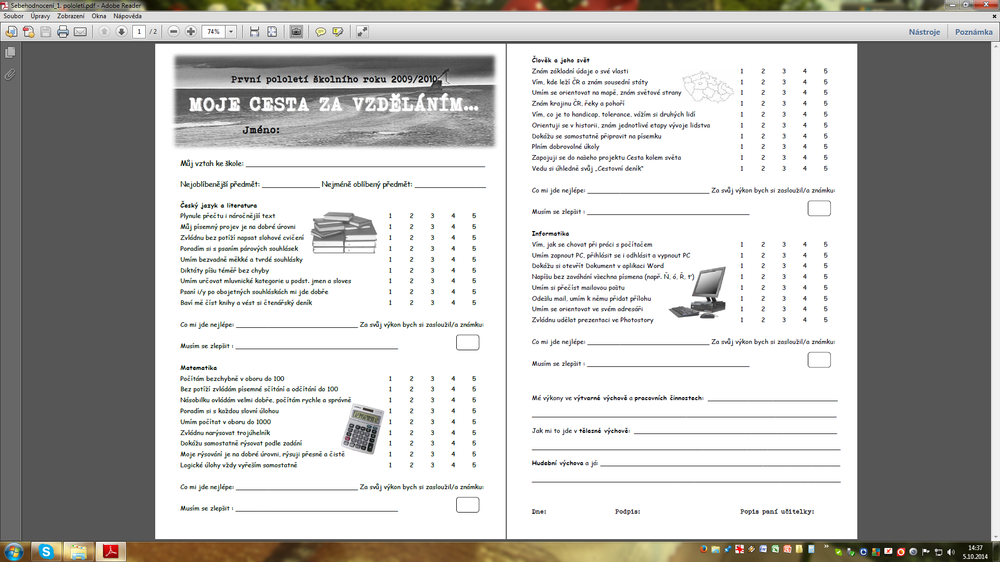 Sebehodnocení_1. pololetí.pdf - Adobe Reader
Soubor Úpravy Zobrazení Okna Nápověda
1 / 2 74% Nástroje Poznámka
První pololetí školního roku 2009/2010
MOJE CESTA ZA VZDĚLÁNÍM...
Jméno:
Můj vztah ke škole:
Nejoblíbenější předmět: Nejméně oblíbený předmět:
Český jazyk a literatura
Plynule přečtu i náročnější text 1 2 3 4 5
Můj písemný projev je na dobré úrovni 1 2 3 4 5
Zvládnu bez potíží napsat slohové cvičení 1 2 3 4 5
Poradím si s psaním párových souhlásek 1 2 3 4 5
Umím bezvadně měkké a tvrdé souhlásky 1 2 3 4 5
Diktáty píšu téměř bez chyby 1 2 3 4 5
Umím určovat mluvnické kategorie u podst. jmen a sloves 1 2 3 4 5
Psaní i/y po obojetných souhláskách mi jde dobře 1 2 3 4 5
Baví mě číst knihy a vést si čtenářský deník 1 2 3 4 5
Co mi jde nejlépe: Za svůj výkon bych si zasloužil/a známku:
Musím se zlepšit :
Matematika
Počítám bezchybně v oboru do 100 1 2 3 4 5
Bez potíží zvládám písemné sčítání a odčítání do 100 1 2 3 4 5
Násobilku ovládám velmi dobře, počítám rychle a správně 1 2 3 4 5
Poradím si s každou slovní úlohou 1 2 3 4 5
Umím počítat v oboru do 1000 1 2 3 4 5
Zvládnu narýsovat trojúhelník 1 2 3 4 5
Dokážu samostatně rýsovat podle zadání 1 2 3 4 5
Moje rýsování je na dobré úrovni, rýsuji přesně a čistě 1 2 3 4 5
Logické úlohy vždy vyřeším samostatně 1 2 3 4 5
Co mi jde nejlépe: Za svůj výkon bych si zasloužil/a známku:
Musím se zlepšit :
Člověk a jeho svět
Znám základní údaje o své vlasti 1 2 3 4 5
Vím, kde leží ČR a znám sousední státy 1 2 3 4 5
Umím se orientovat na mapě, znám světové strany 1 2 3 4 5
Znám krajinu ČR, řeky a pohoří 1 2 3 4 5
Vím, co je to handicap, tolerance, vážím si druhých lidí 1 2 3 4 5
Orientuji se v historii, znám jednotlivé etapy vývoje lidstva 1 2 3 4 5
Dokážu se samostatně připravit na písemku 1 2 3 4 5
Plním dobrovolné úkoly 1 2 3 4 5
Zapojuji se do našeho projektu Cesta kolem světa 1 2 3 4 5
Vedu si úhledně svůj „Cestovní deník“ 1 2 3 4 5
Co mi jde nejlépe: Za svůj výkon bych si zasloužil/a známku:
Musím se zlepšit :
Informatika
Vím, jak se chovat při práci s počítačem 1 2 3 4 5
Umím zapnout PC, přihlásit se i odhlásit a vypnout PC 1 2 3 4 5
Dokážu si otevřít Dokument v aplikaci Word 1 2 3 4 5
Napíšu bez zaváhání všechna písmena (např. Ň, ó, Ř, ť) 1 2 3 4 5
Umím si přečíst mailovou poštu 1 2 3 4 5
Odešlu mail, umím k němu přidat přílohu 1 2 3 4 5
Umím se orientovat ve svém adresáři 1 2 3 4 5
Zvládnu udělat prezentaci ve Photostory 1 2 3 4 5
Co mi jde nejlépe: Za svůj výkon bych si zasloužil/a známku:
Musím se zlepšit :
Mé výkony ve výtvarné výchově a pracovních činnostech:
Jak mi to jde v tělesné výchově:
Hudební výchova a já:
Dne: Podpis: Popis paní učitelky:
14:37
5.10.2014